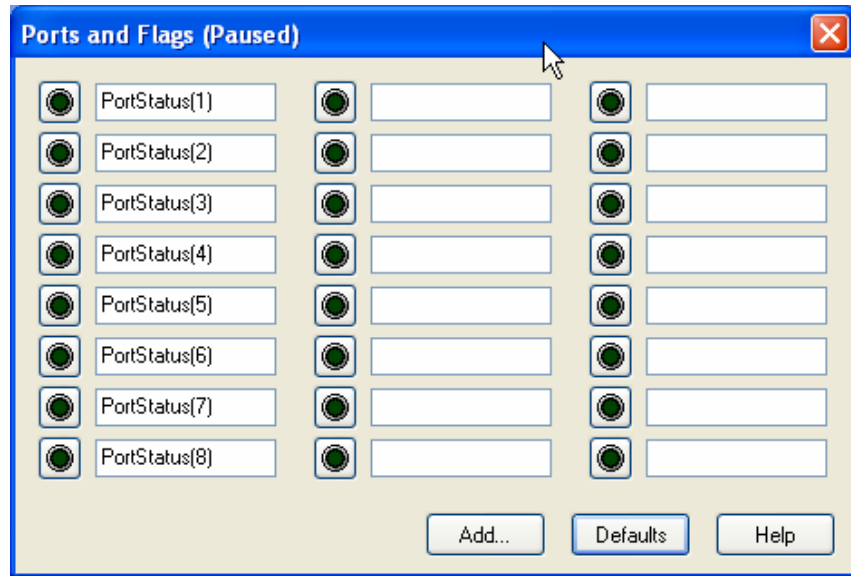 Ports and Flags (Paused)
PortStatus(1)
PortStatus(2)
PortStatus(3)
PortStatus(4)
PortStatus(5)
PortStatus(6)
PortStatus(7)
PortStatus(8)
Add... Defaults Help